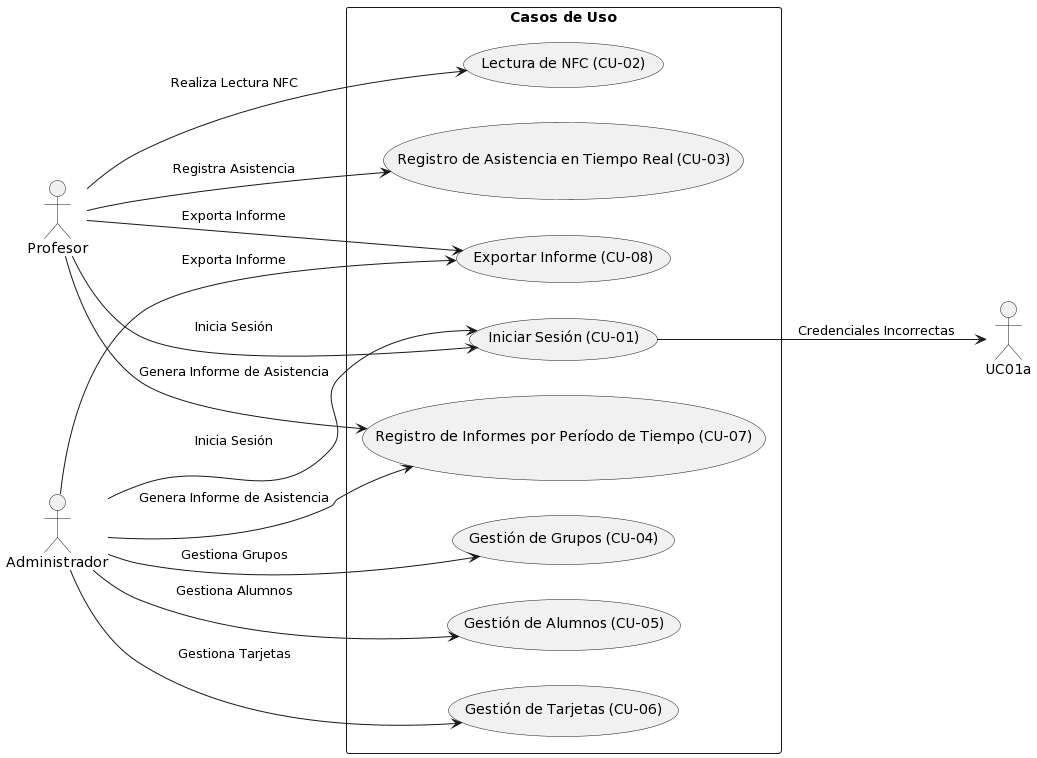 Casos de Uso
Lectura de NFC (CU-02)
Realiza Lectura NFC
Registro de Asistencia en Tiempo Real (CU-03)
Registra Asistencia
Exporta Informe
Profesor
Exportar Informe (CU-08)
Exporta Informe
Inicia Sesión
Iniciar Sesión (CU-01)
Credenciales Incorrectas
UC01a
Genera Informe de Asistencia
Registro de Informes por Período de Tiempo (CU-07)
Inicia Sesión
Genera Informe de Asistencia
Gestión de Grupos (CU-04)
Gestiona Grupos
Administrador
Gestiona Alumnos
Gestión de Alumnos (CU-05)
Gestiona Tarjetas
Gestión de Tarjetas (CU-06)